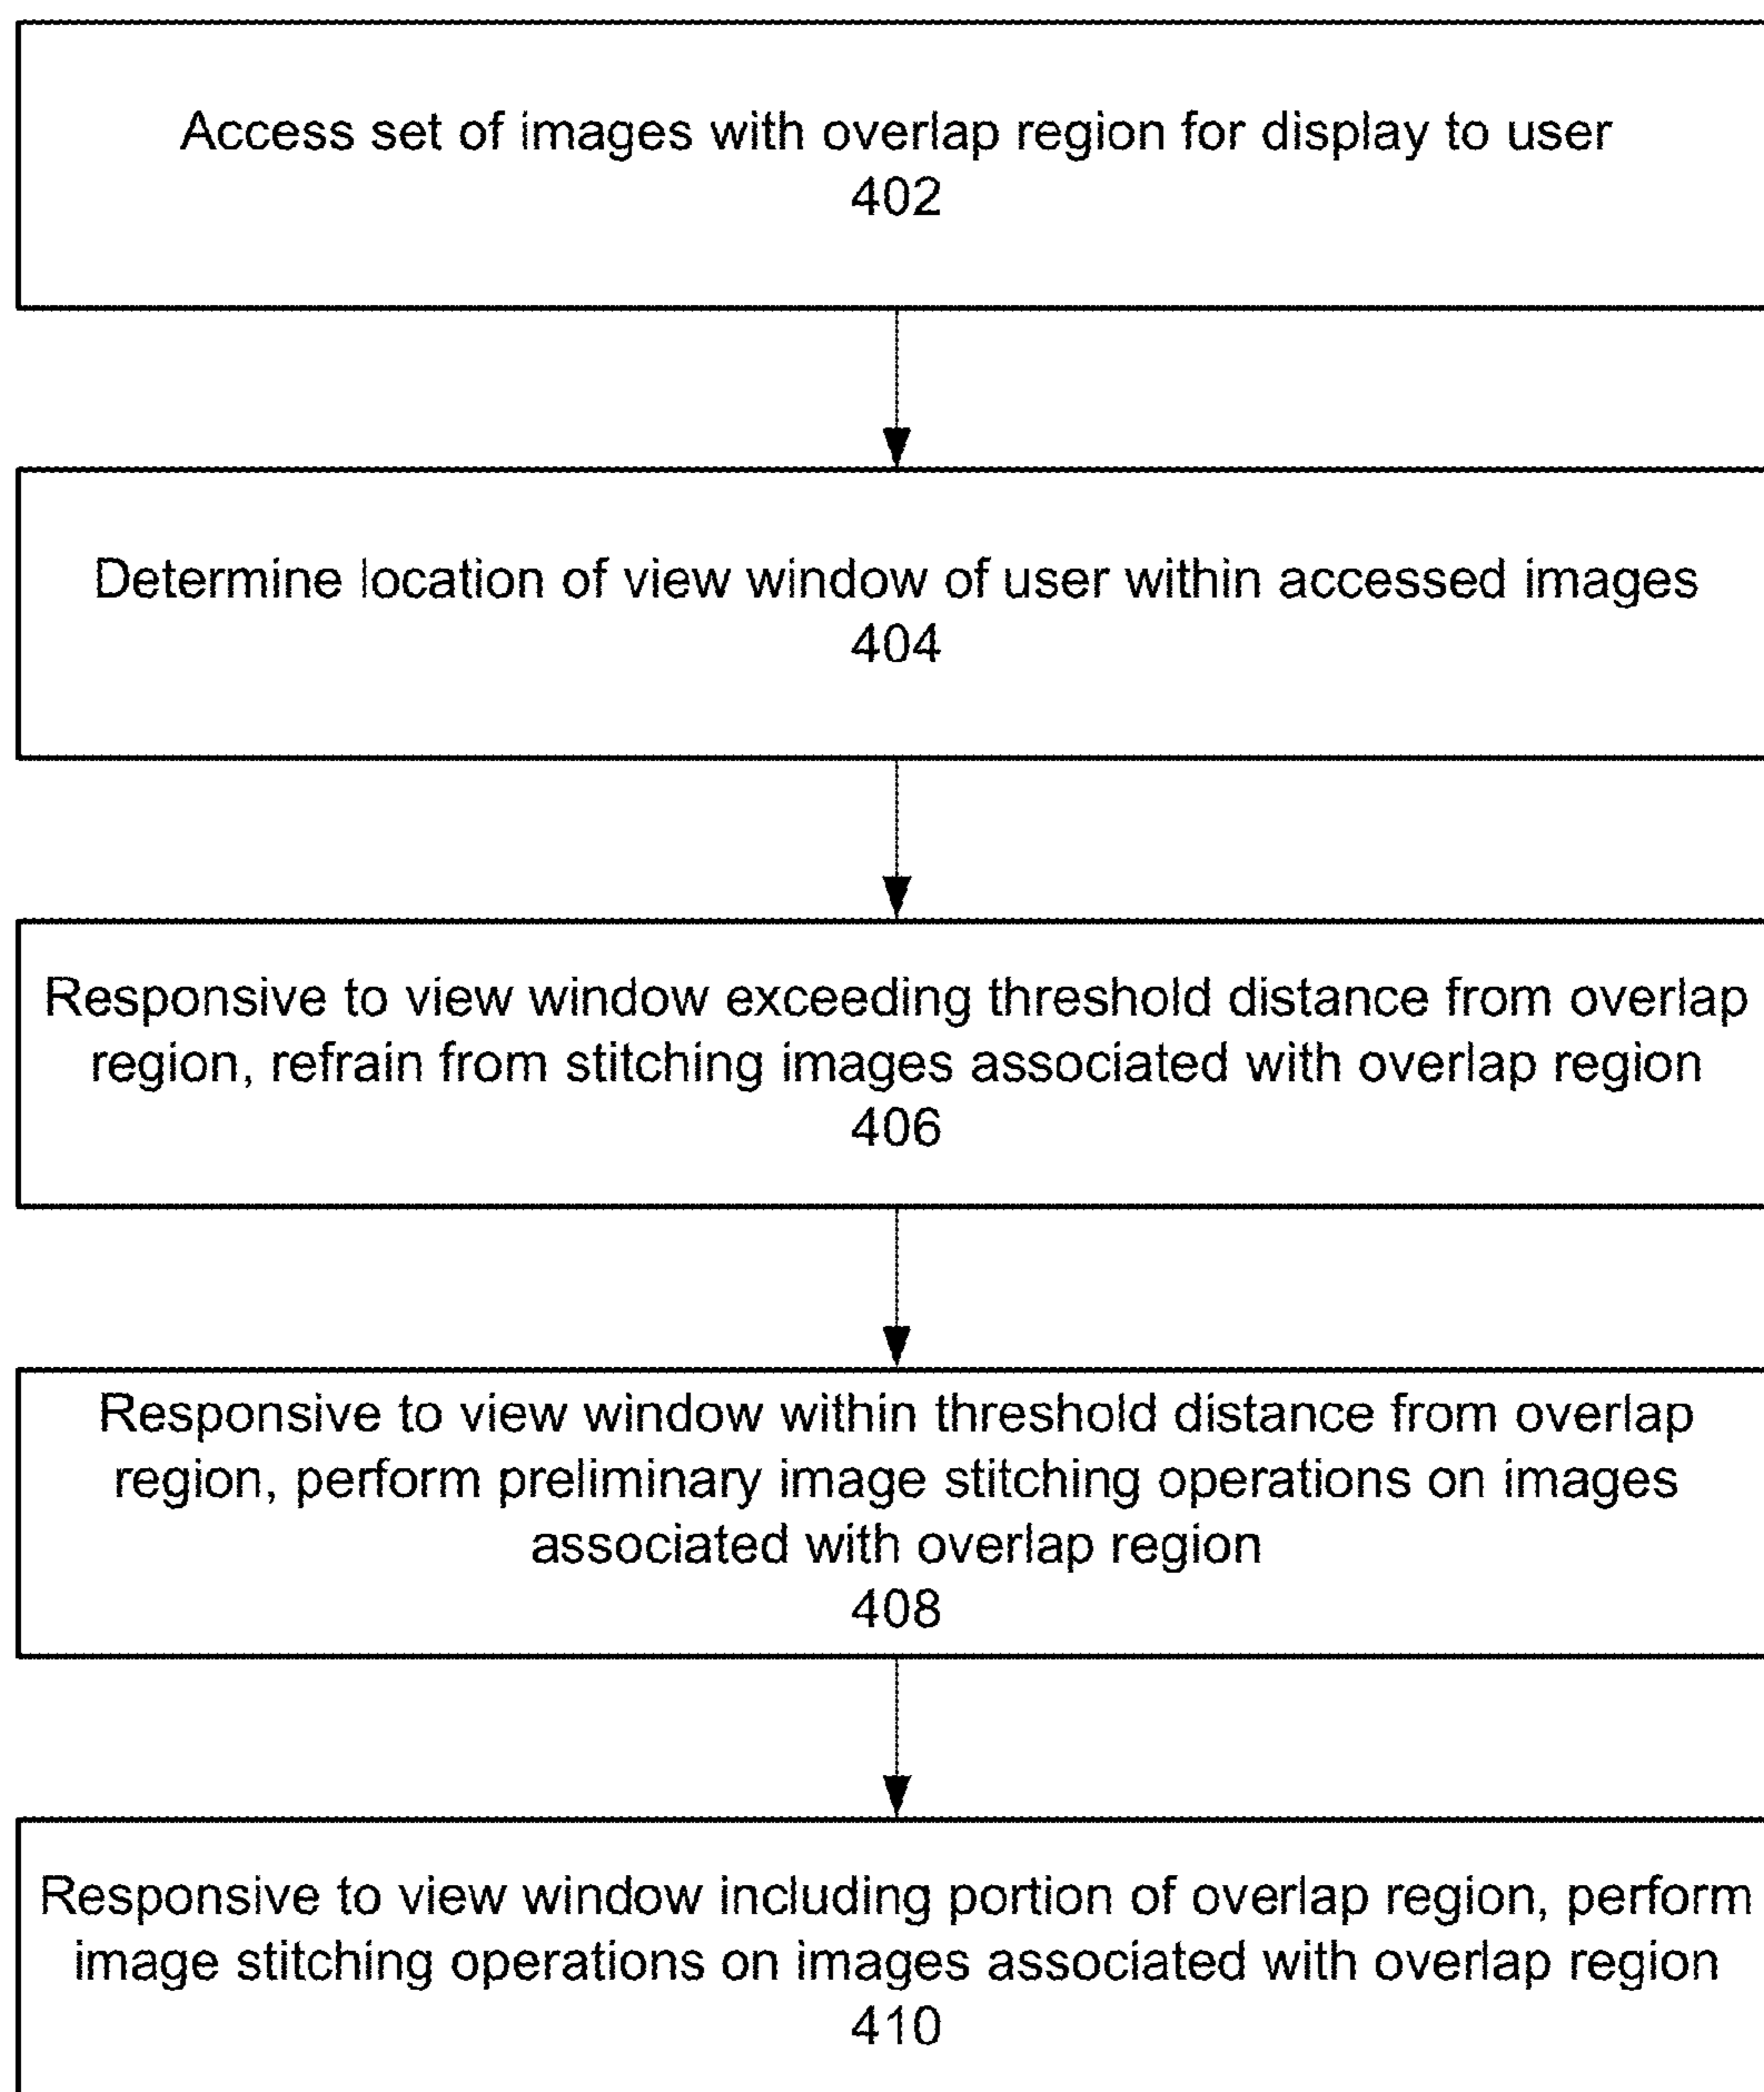 Access set of images with overlap region for display to user
402
Determine location of view window of user within accessed images
404
Responsive to view window exceeding threshold distance from overlap
region, refrain from stitching images associated with overlap region
406
Responsive to view window within threshold distance from overlap
region, perform preliminary image stitching operations on images
associated with overlap region
408
Responsive to view window including portion of overlap region, perform
image stitching operations on images associated with overlap region
410